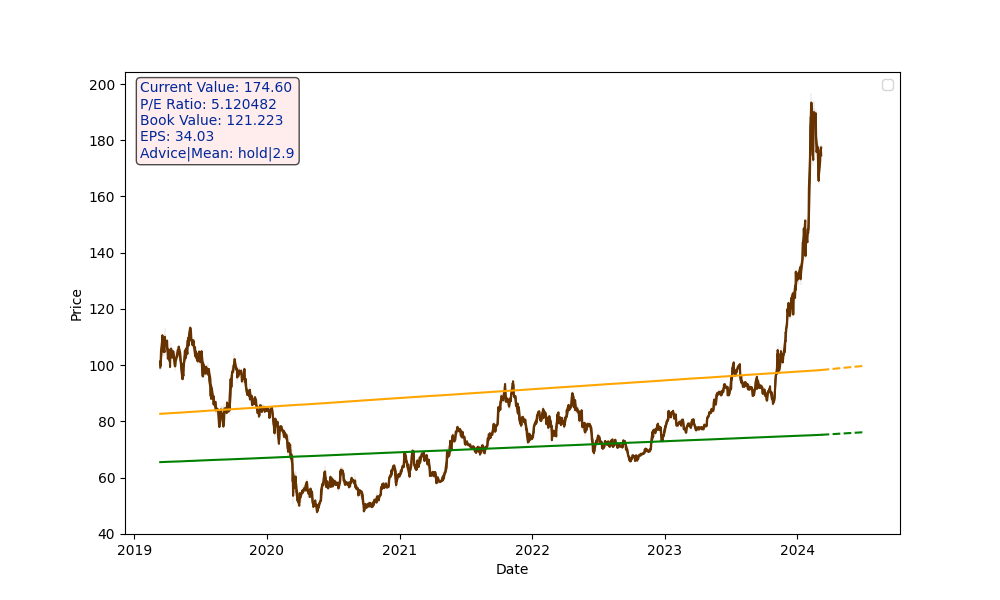 Current Value: 174.60
P/E Ratio: 5.120482
Book Value: 121.223
EPS: 34.03
Advice|Mean: hold|2.9
200
180
160
140
120
100
80
60
40
Price
2019
2020
2021
2022
2023
2024
Date